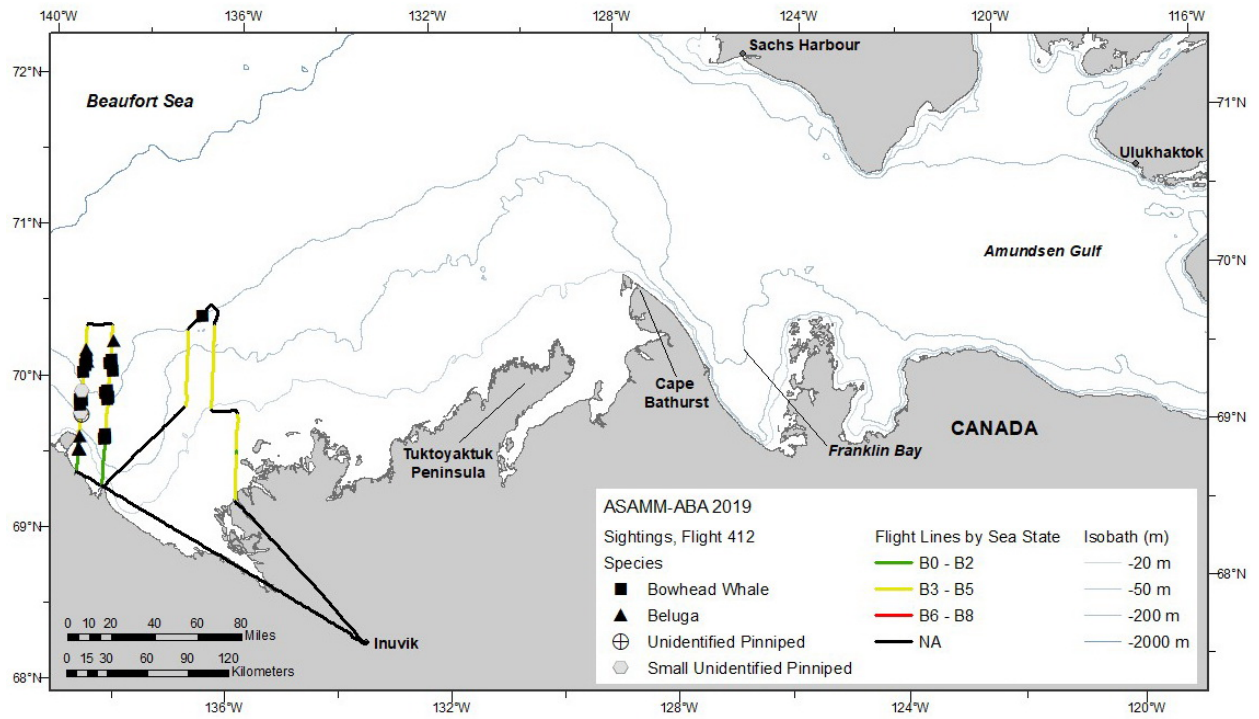 140°W 136°W 132°W 128°W 124°W 120°W 116°W
72°N
Sachs Harbour
Beaufort Sea
71°N
Ulukhaktok
71°N
Amundsen Gulf
70°N
70°N
Cape
Bathurst
69°N
CANADA
Tuktoyaktuk
Peninsula
Franklin Bay
69°N
68°N
Inuvik
0 10 20 40 60 80
Miles
0 15 30 60 90 120
Kilometers
68°N
ASAMM-ABA 2019
Sightings, Flight 412
Species
Bowhead Whale
Beluga
Unidentified Pinniped
Small Unidentified Pinniped
Flight Lines by Sea State
B0 - B2
B3 - B5
B6 - B8
NA
Isobath (m)
-20 m
-50 m
-200 m
-2000 m
140°W 136°W 132°W 128°W 124°W 120°W